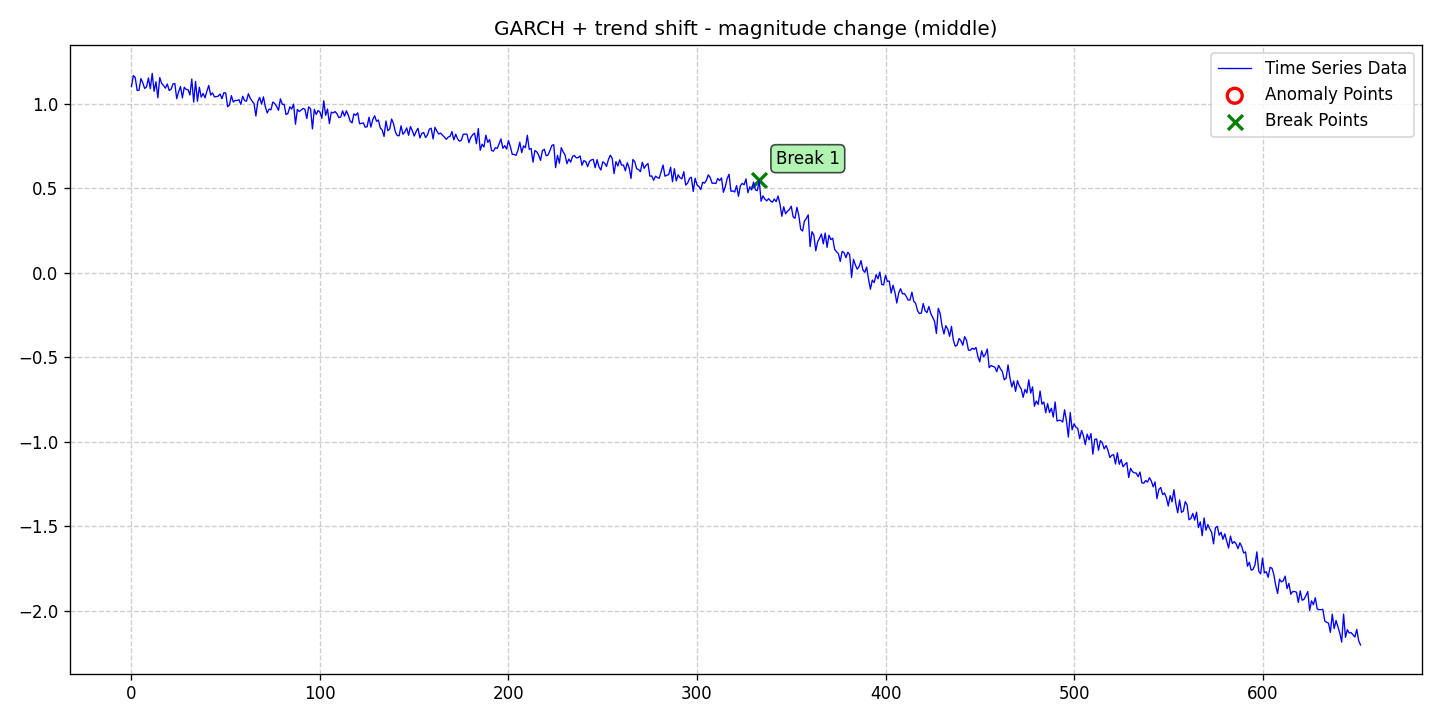 GARCH + trend shift - magnitude change (middle)
Time Series Data
Anomaly Points
Break Points
Break 1
1.0
0.5
0.0
−0.5
−1.0
−1.5
−2.0
0 100 200 300 400 500 600